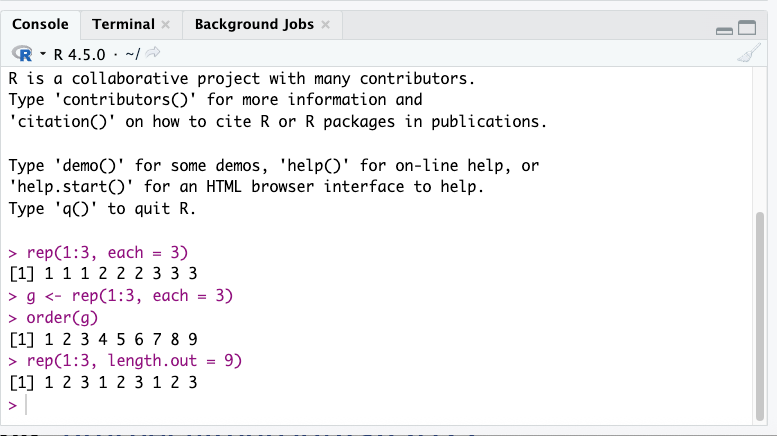 Console Terminal Background Jobs
R R 4.5.0 · ~/
R is a collaborative project with many contributors.
Type 'contributors()' for more information and
'citation()' on how to cite R or R packages in publications.
Type 'demo()' for some demos, 'help()' for on-line help, or
'help.start()' for an HTML browser interface to help.
Type 'q()' to quit R.
> rep(1:3, each = 3)
[1] 1 1 1 2 2 2 3 3 3
> g <- rep(1:3, each = 3)
> order(g)
[1] 1 2 3 4 5 6 7 8 9
> rep(1:3, length.out = 9)
[1] 1 2 3 1 2 3 1 2 3
>